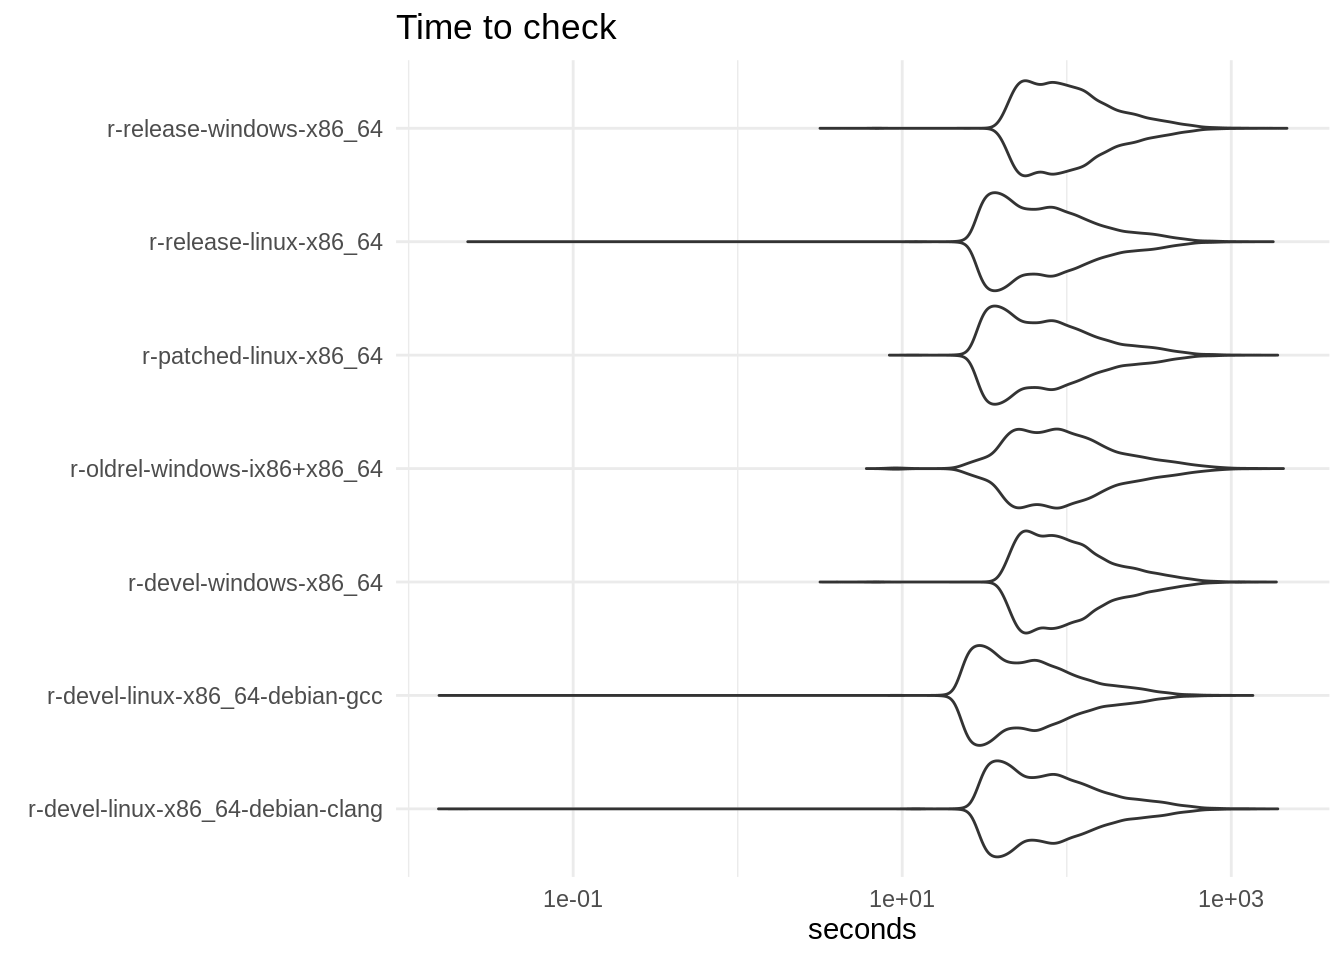 Time to check
r-release-windows-x86_64
r-release-linux-x86_64
r-patched-linux-x86_64
r-oldrel-windows-ix86+x86_64
r-devel-windows-x86_64
r-devel-linux-x86_64-debian-gcc
r-devel-linux-x86_64-debian-clang
1e-01 1e+01 1e+03
seconds